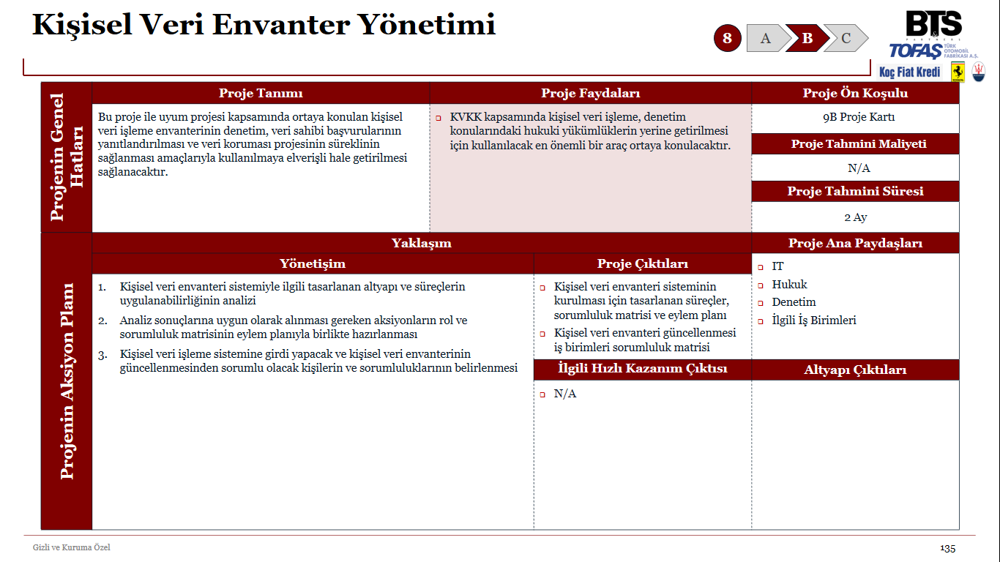 Kişisel Veri Envanter Yönetimi
8
A
B
C
BTS
&
PARTNERS
TOFAŞ
TÜRK
OTOMOBİL
FABRİKASI A.Ş.
Koç Fiat Kredi
Projenin Genel
Hatları
Proje Tanımı
Bu proje ile uyum projesi kapsamında ortaya konulan kişisel
veri işleme envanterinin denetim, veri sahibi başvurularının
yanıtlandırılması ve veri koruması projesinin süreklinin
sağlanması amaçlarıyla kullanılmaya elverişli hale getirilmesi
sağlanacaktır.
Proje Faydaları
KVKK kapsamında kişisel veri işleme, denetim
konularındaki hukuki yükümlüklerin yerine getirilmesi
için kullanılacak en önemli bir araç ortaya konulacaktır.
Proje Ön Koşulu
9B Proje Kartı
Proje Tahmini Maliyeti
N/A
Proje Tahmini Süresi
2 Ay
Projenin Aksiyon Planı
Yaklaşım
Yönetişim
1. Kişisel veri envanteri sistemiyle ilgili tasarlanan altyapı ve süreçlerin
uygulanabilirliğinin analizi
2. Analiz sonuçlarına uygun olarak alınması gereken aksiyonların rol ve
sorumluluk matrisinin eylem planıyla birlikte hazırlanması
3. Kişisel veri işleme sistemine girdi yapacak ve kişisel veri envanterinin
güncellenmesinden sorumlu olacak kişilerin ve sorumluluklarının belirlenmesi
Proje Çıktıları
Kişisel veri envanteri sisteminin
kurulması için tasarlanan süreçler,
sorumluluk matrisi ve eylem planı
Kişisel veri envanteri güncellenmesi
iş birimleri sorumluluk matrisi
İlgili Hızlı Kazanım Çıktısı
N/A
Proje Ana Paydaşları
IT
Hukuk
Denetim
İlgili İş Birimleri
Altyapı Çıktıları
Gizli ve Kuruma Özel
135